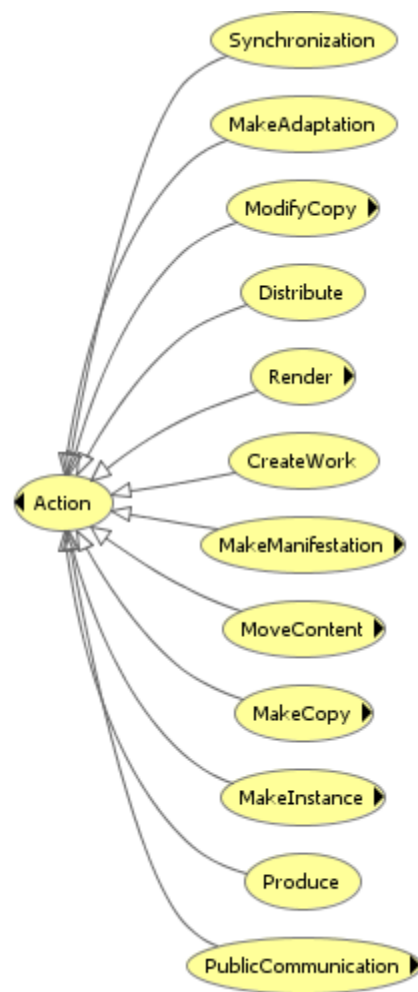 Synchronization
MakeAdaptation
ModifyCopy
Distribute
Render
CreateWork
Action
MakeManifestation
MoveContent
MakeCopy
MakeInstance
Produce
PublicCommunication